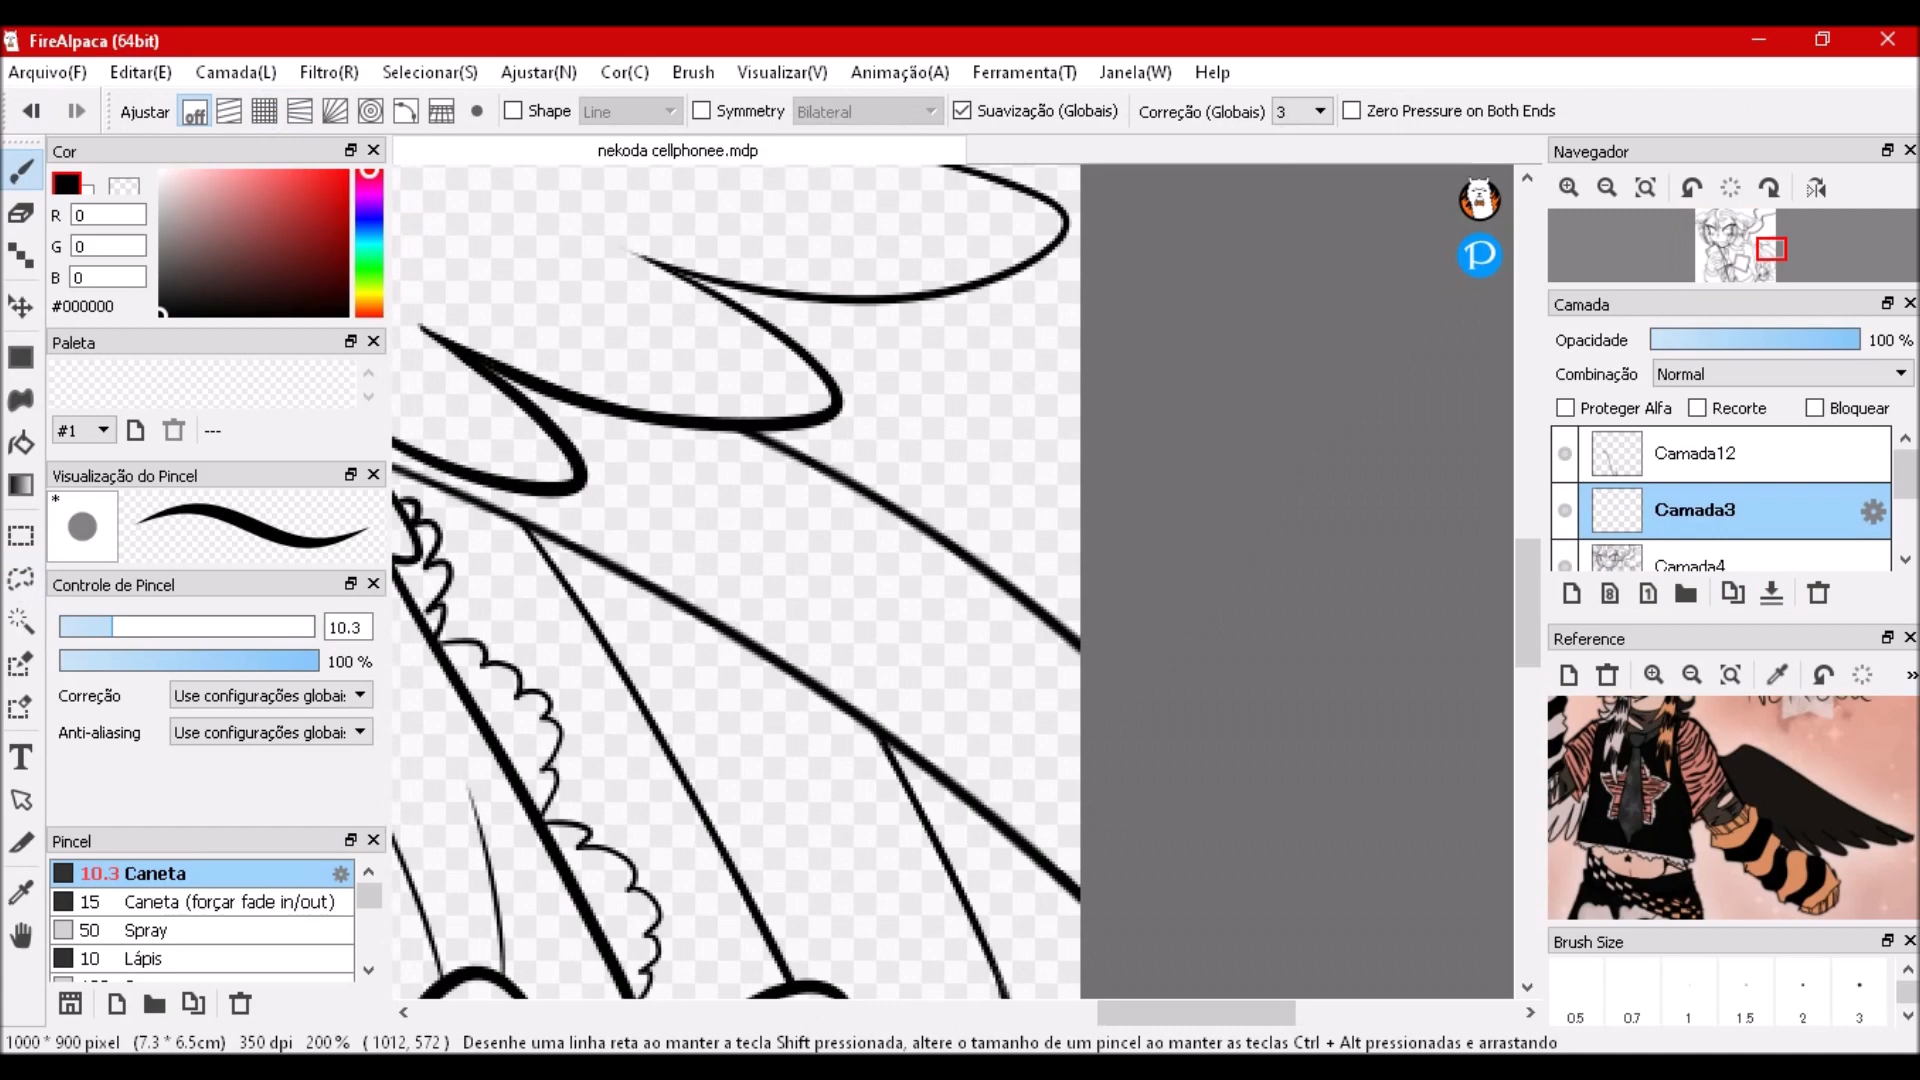 FireAlpaca (64bit)
Arquivo(F) Editar(E) Camada(L) Filtro(R) Selecionar(S) Ajustar(N) Cor(C) Brush Visualizar(V) Animação(A) Ferramenta(T) Janela(W) Help
Ajustar off Shape Line Symmetry Bilateral Suavização (Globais) Correção (Globais) 3 Zero Pressure on Both Ends
Cor
nekoda cellphonee.mdp
R 0
G 0
B 0
#000000
Paleta
#1 ---
Visualização do Pincel
*
Controle de Pincel
10.3
100 %
Correção Use configurações globai:
Anti-aliasing Use configurações globai:
Pincel
10.3 Caneta
15 Caneta (forçar fade in/out)
50 Spray
10 Lápis
T
P
Navegador
Camada
Opacidade 100 %
Combinação Normal
Proteger Alfa Recorte Bloquear
Camada12
Camada3
Camada4
8 1
Reference
»
Brush Size
0.5 0.7 1 1.5 2 3
1000 * 900 pixel (7.3 * 6.5cm) 350 dpi 200 % ( 1012, 572 ) Desenhe uma linha reta ao manter a tecla Shift pressionada, altere o tamanho de um pincel ao manter as teclas Ctrl + Alt pressionadas e arrastando